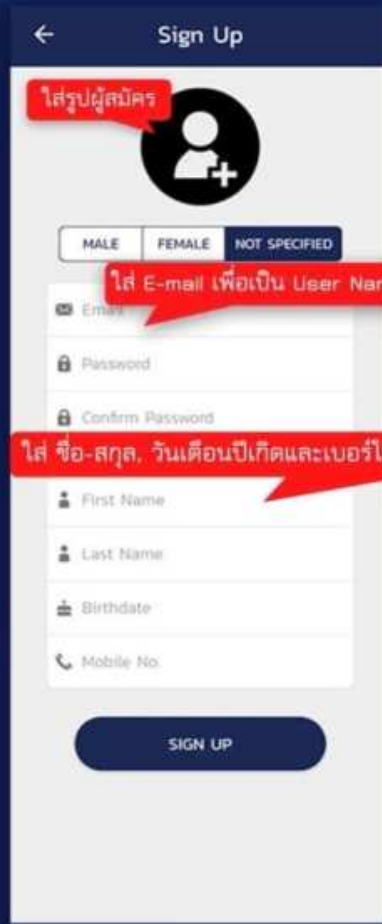 Sign Up
ใส่รูปผู้สมัคร
MALE FEMALE NOT SPECIFIED
ใส่ E-mail เพื่อเป็น User
Email
Password
Confirm Password
ใส่ ชื่อ-สกุล, วันเดือนปีเกิดและเบอร์
First Name
Last Name
Birthdate
Mobile No.
SIGN UP